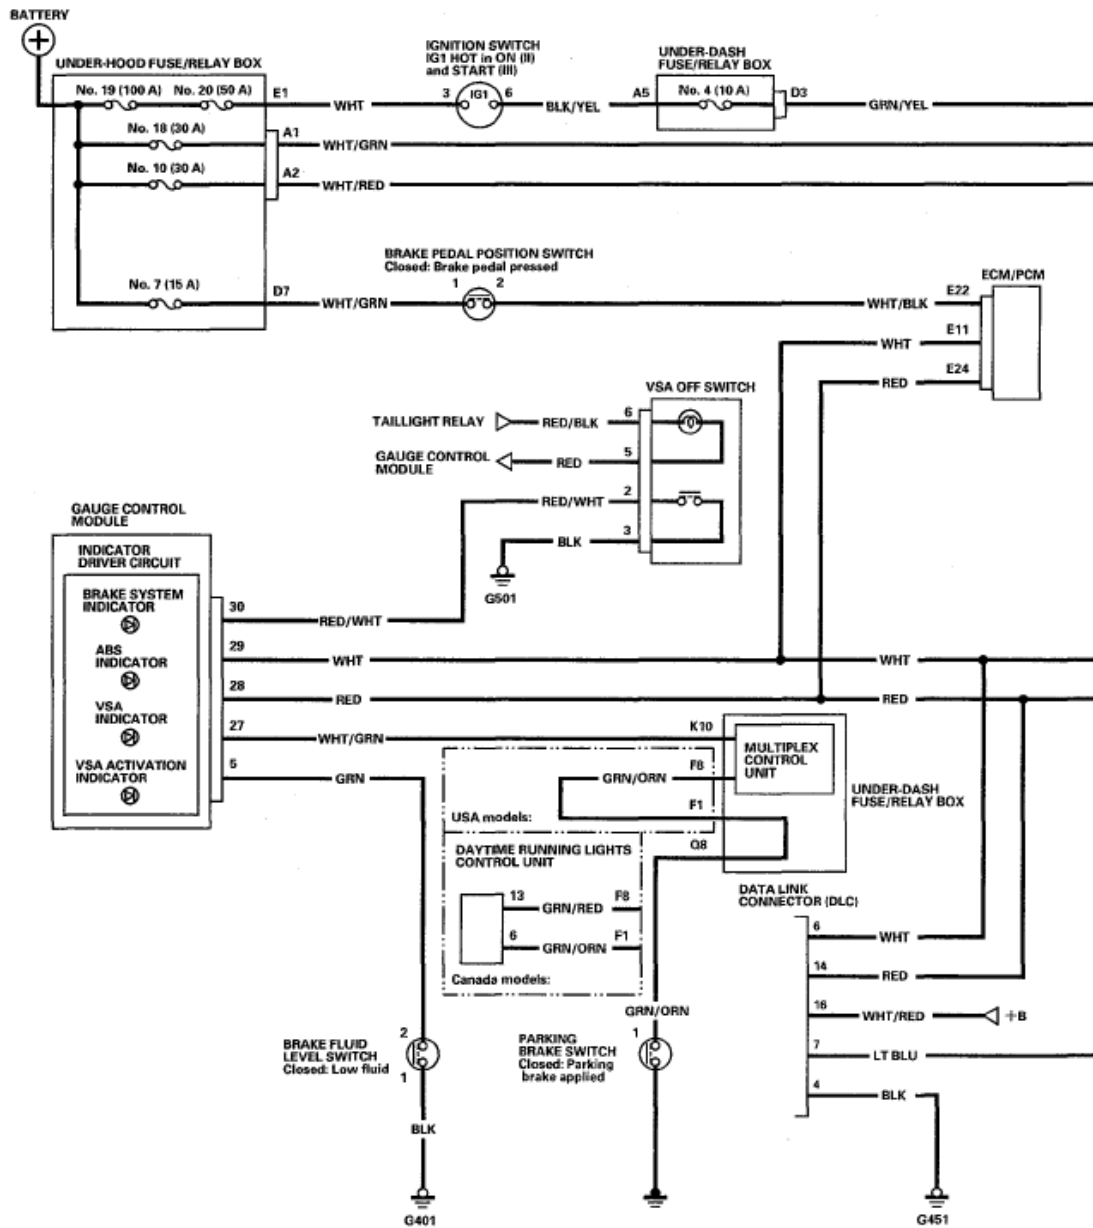 BATTERY
UNDER-HOOD FUSE/RELAY BOX
No. 19 (100 A)
No. 20 (50 A)
E1
WHT
IGNITION SWITCH
IG1 HOT in ON (II)
and START (III)
3
IG1
6
BLK/YEL
A5
UNDER-DASH
FUSE/RELAY BOX
No. 4 (10 A)
D3
GRN/YEL
No. 18 (30 A)
A1
WHT/GRN
No. 10 (30 A)
A2
WHT/RED
BRAKE PEDAL POSITION SWITCH
Closed: Brake pedal pressed
No. 7 (15 A)
D7
WHT/GRN
1
2
WHT/BLK
E22
ECM/PCM
WHT
E11
RED
E24
VSA OFF SWITCH
TAILLIGHT RELAY
RED/BLK
6
GAUGE CONTROL
MODULE
RED
5
RED/WHT
2
BLK
3
G501
GAUGE CONTROL
MODULE
INDICATOR
DRIVER CIRCUIT
BRAKE SYSTEM
INDICATOR
ABS
INDICATOR
VSA
INDICATOR
VSA ACTIVATION
INDICATOR
30
RED/WHT
29
WHT
WHT
28
RED
RED
27
WHT/GRN
K10
5
GRN
MULTIPLEX
CONTROL
UNIT
UNDER-DASH
FUSE/RELAY BOX
GRN/ORN
F8
F1
USA models:
Q8
DAYTIME RUNNING LIGHTS
CONTROL UNIT
13
GRN/RED
F8
6
GRN/ORN
F1
Canada models:
DATA LINK
CONNECTOR (DLC)
6
WHT
14
RED
16
WHT/RED
+B
7
LT BLU
4
BLK
G451
GRN/ORN
BRAKE FLUID
LEVEL SWITCH
Closed: Low fluid
2
1
BLK
G401
PARKING
BRAKE SWITCH
Closed: Parking
brake applied
1